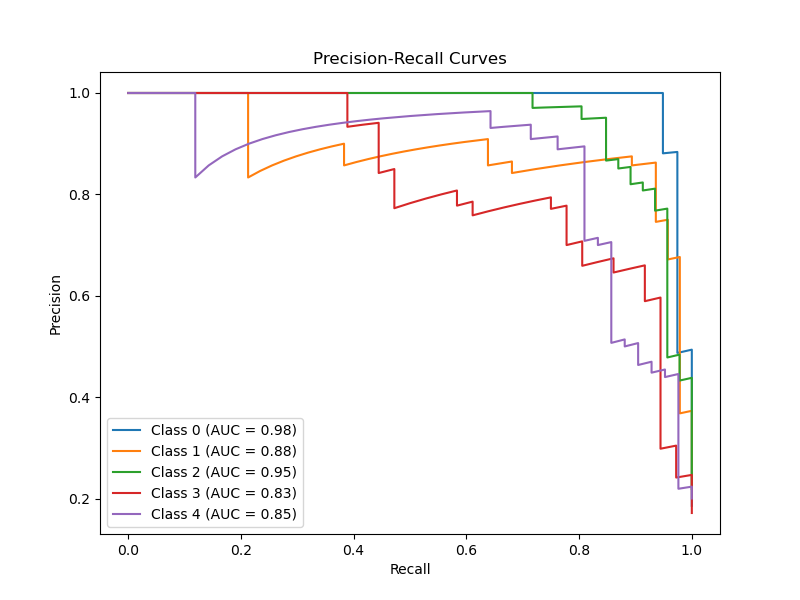 Precision-Recall Curves
1.0
0.8
0.6
0.4
0.2
Precision
Class 0 (AUC = 0.98)
Class 1 (AUC = 0.88)
Class 2 (AUC = 0.95)
Class 3 (AUC = 0.83)
Class 4 (AUC = 0.85)
0.0 0.2 0.4 0.6 0.8 1.0
Recall